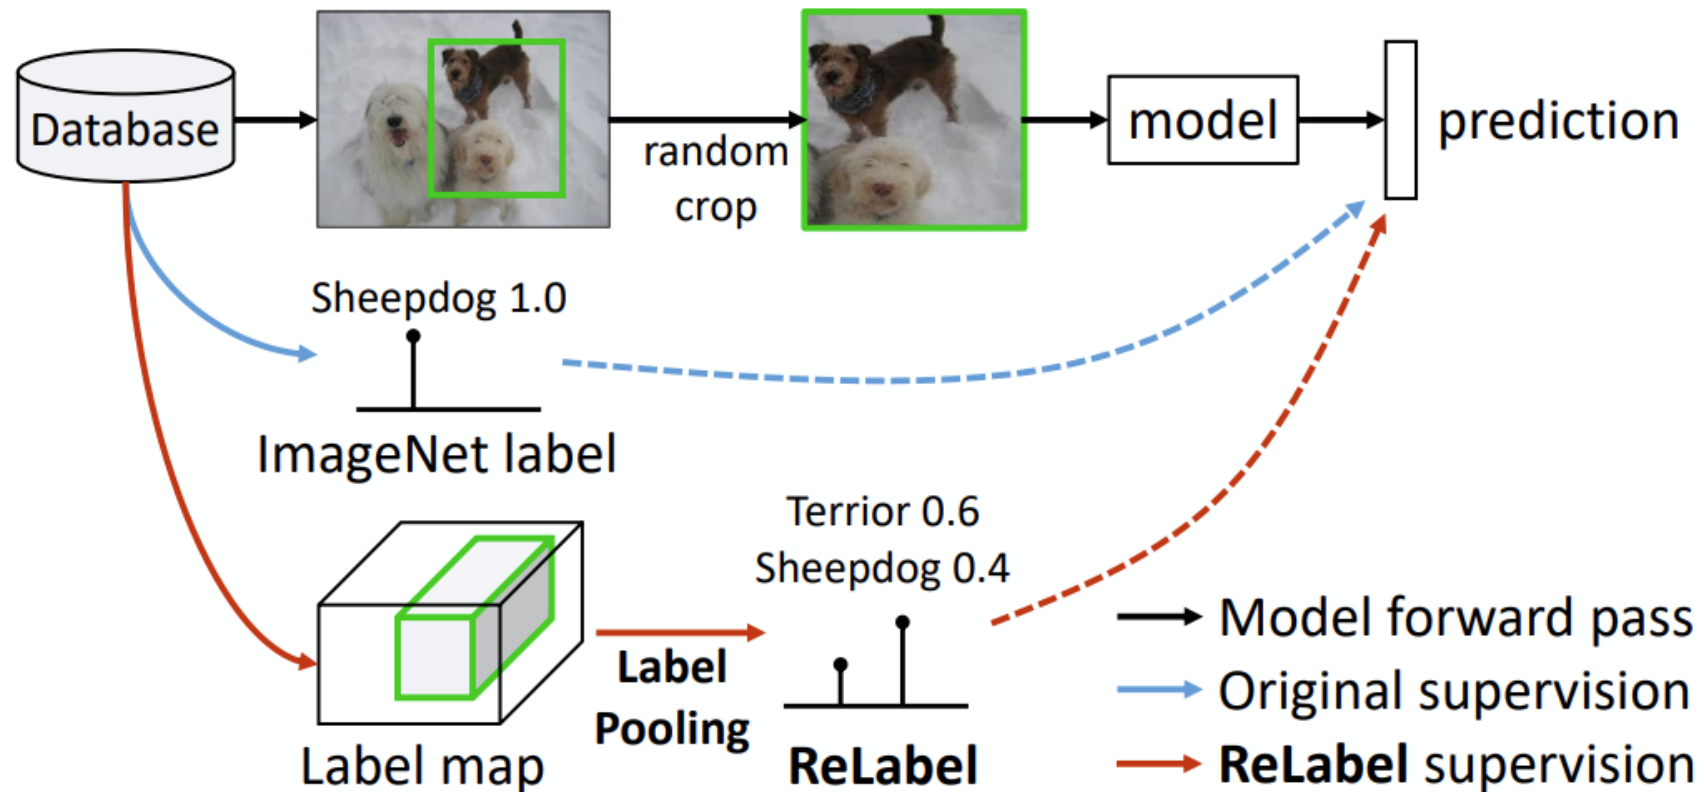 Database
random
crop
model
prediction
Sheepdog 1.0
ImageNet label
Terrior 0.6
Sheepdog 0.4
Label
Pooling
Label map
ReLabel
Model forward pass
Original supervision
ReLabel supervision